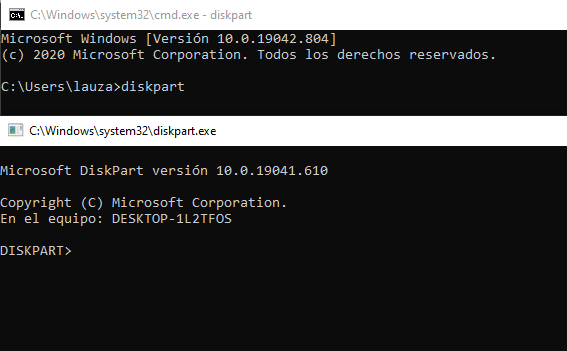 C:\Windows\system32\cmd.exe - diskpart
Microsoft Windows [Versión 10.0.19042.804]
(c) 2020 Microsoft Corporation. Todos los derechos reservados.
C:\Users\lauza>diskpart
C:\Windows\system32\diskpart.exe
Microsoft DiskPart versión 10.0.19041.610
Copyright (C) Microsoft Corporation.
En el equipo: DESKTOP-1L2TFOS
DISKPART>